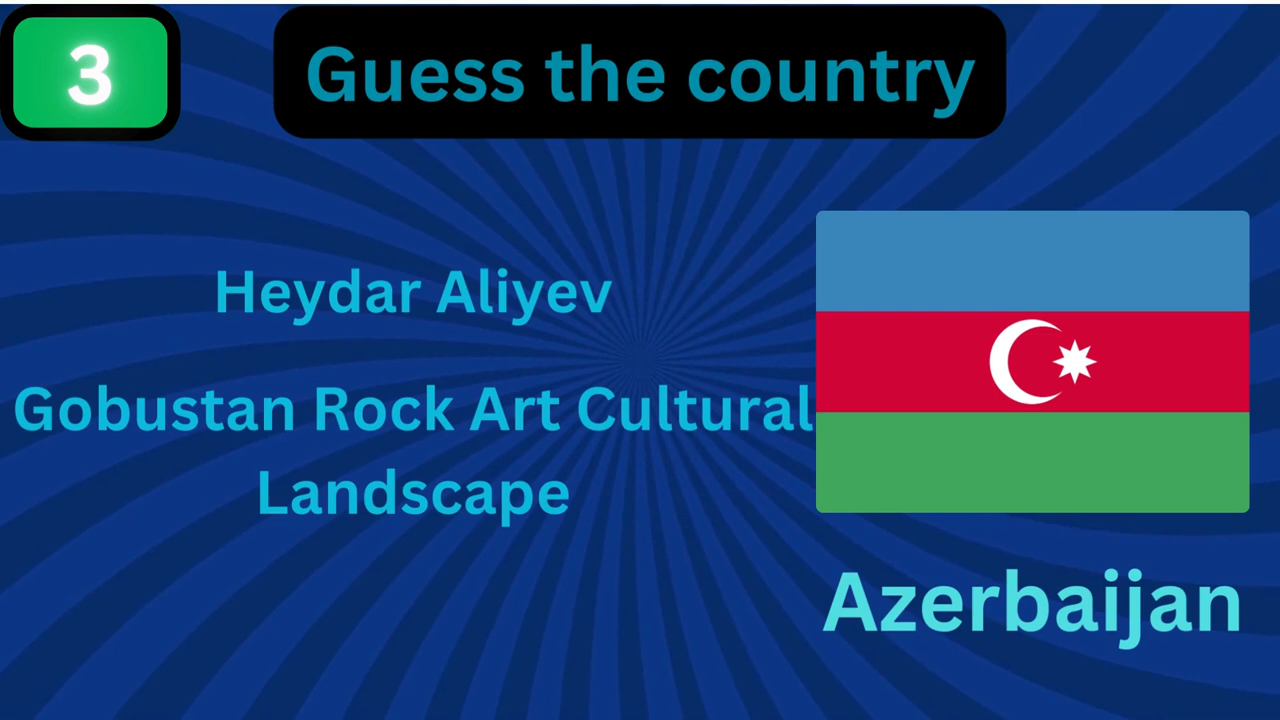 3
Guess the country
Heydar Aliyev
Gobustan Rock Art Cultural
Landscape
Azerbaijan